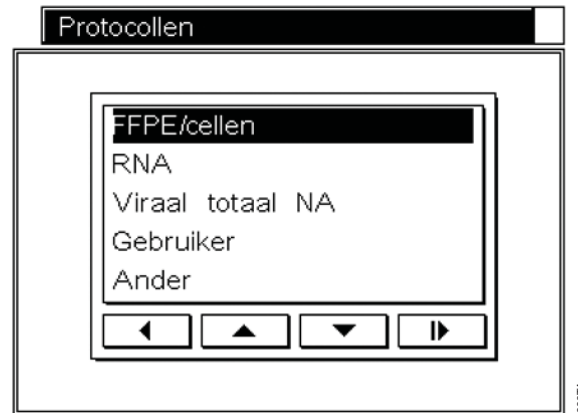 Protocollen
FFPE/cellen
RNA
Viraal totaal NA
Gebruiker
Ander